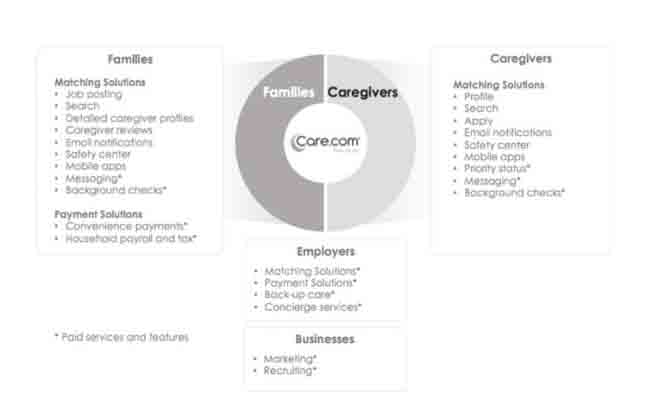 Families
Matching Solutions
• Job posting
• Search
• Detailed caregiver profiles
• Caregiver reviews
• Email notifications
• Safety center
• Mobile apps
• Messaging*
• Background checks*
Payment Solutions
• Convenience payments*
• Household payroll and tax*
Families
Caregivers
Care.com®
Caregivers
Matching Solutions
• Profile
• Search
• Apply
• Email notifications
• Safety center
• Mobile apps
• Priority status*
• Messaging*
• Background checks*
Employers
• Matching Solutions*
• Payment Solutions*
• Back-up care*
• Concierge services*
Businesses
• Marketing*
• Recruiting*
* Paid services and features